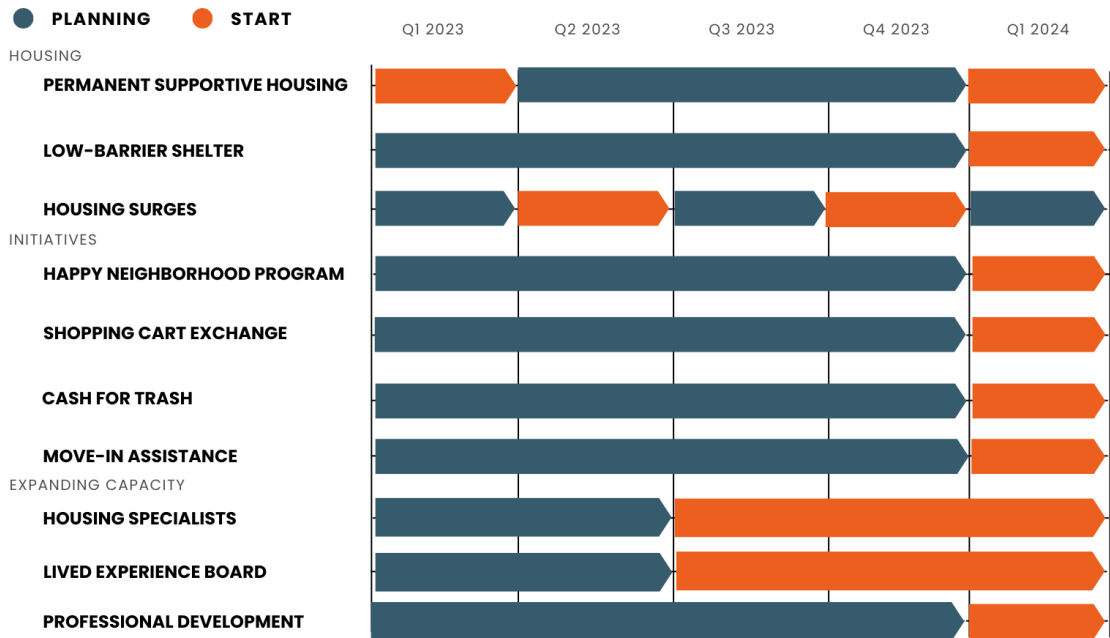 PLANNING START
Q1 2023 Q2 2023 Q3 2023 Q4 2023 Q1 2024
HOUSING
PERMANENT SUPPORTIVE HOUSING
LOW-BARRIER SHELTER
HOUSING SURGES
INITIATIVES
HAPPY NEIGHBORHOOD PROGRAM
SHOPPING CART EXCHANGE
CASH FOR TRASH
MOVE-IN ASSISTANCE
EXPANDING CAPACITY
HOUSING SPECIALISTS
LIVED EXPERIENCE BOARD
PROFESSIONAL DEVELOPMENT